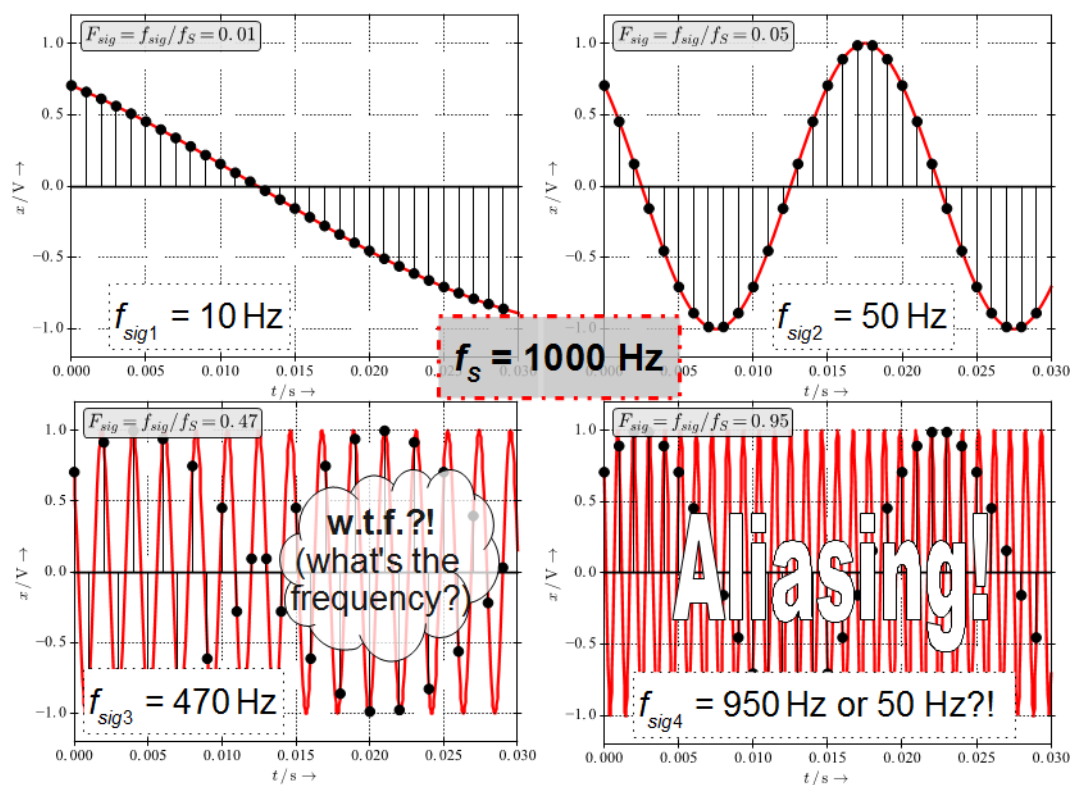 F_sig = f_sig/f_S = 0.01
1.0
0.5
0.0
−0.5
−1.0
x / V →
f_sig1 = 10 Hz
0.000 0.005 0.010 0.015 0.020 0.025 0.030
t / s →
F_sig = f_sig/f_S = 0.05
1.0
0.5
0.0
−0.5
−1.0
x / V →
f_sig2 = 50 Hz
0.000 0.005 0.010 0.015 0.020 0.025 0.030
t / s →
f_s = 1000 Hz
F_sig = f_sig/f_S = 0.47
1.0
0.5
0.0
−0.5
−1.0
x / V →
w.t.f.?!
(what's the
frequency?)
f_sig3 = 470 Hz
0.000 0.005 0.010 0.015 0.020 0.025 0.030
t / s →
F_sig = f_sig/f_S = 0.95
1.0
0.5
0.0
−0.5
−1.0
x / V →
Aliasing!
f_sig4 = 950 Hz or 50 Hz?!
0.000 0.005 0.010 0.015 0.020 0.025 0.030
t / s →